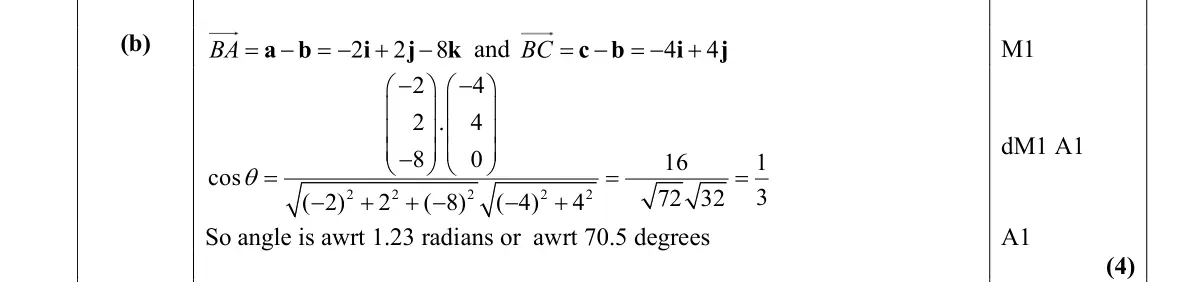 (b) BA = a − b = −2i + 2j − 8k and BC = c − b = −4i + 4j M1
(−2 2 −8) . (−4 4 0)
cosθ = ───── = 16/(√72 √32) = 1/3 dM1 A1
√((−2)² + 2² + (−8)²) √((−4)² + 4²)
So angle is awrt 1.23 radians or awrt 70.5 degrees A1
(4)